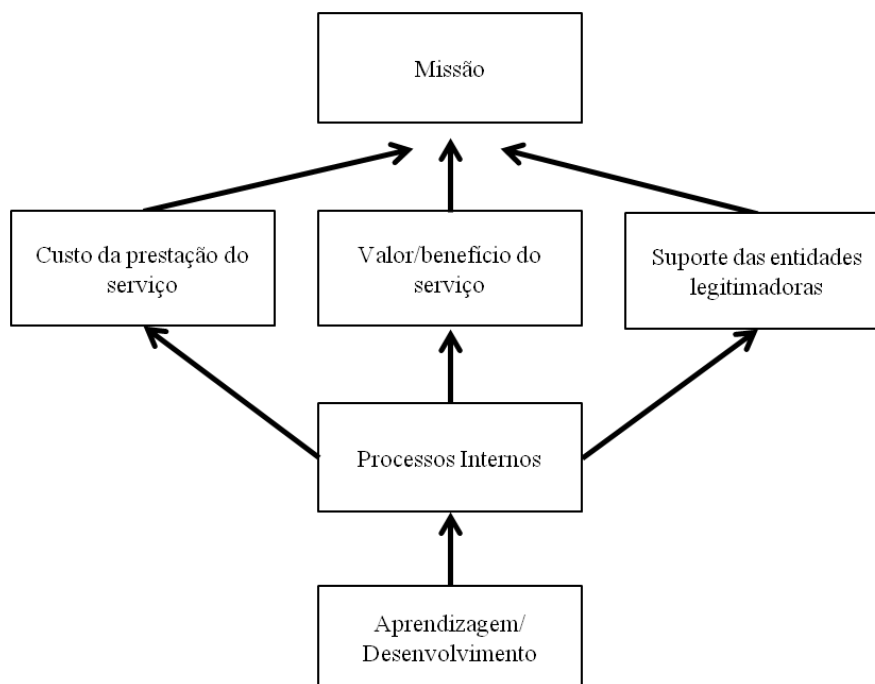 Missão
Custo da prestação do
serviço
Valor/benefício do
serviço
Suporte das entidades
legitimadoras
Processos Internos
Aprendizagem/
Desenvolvimento